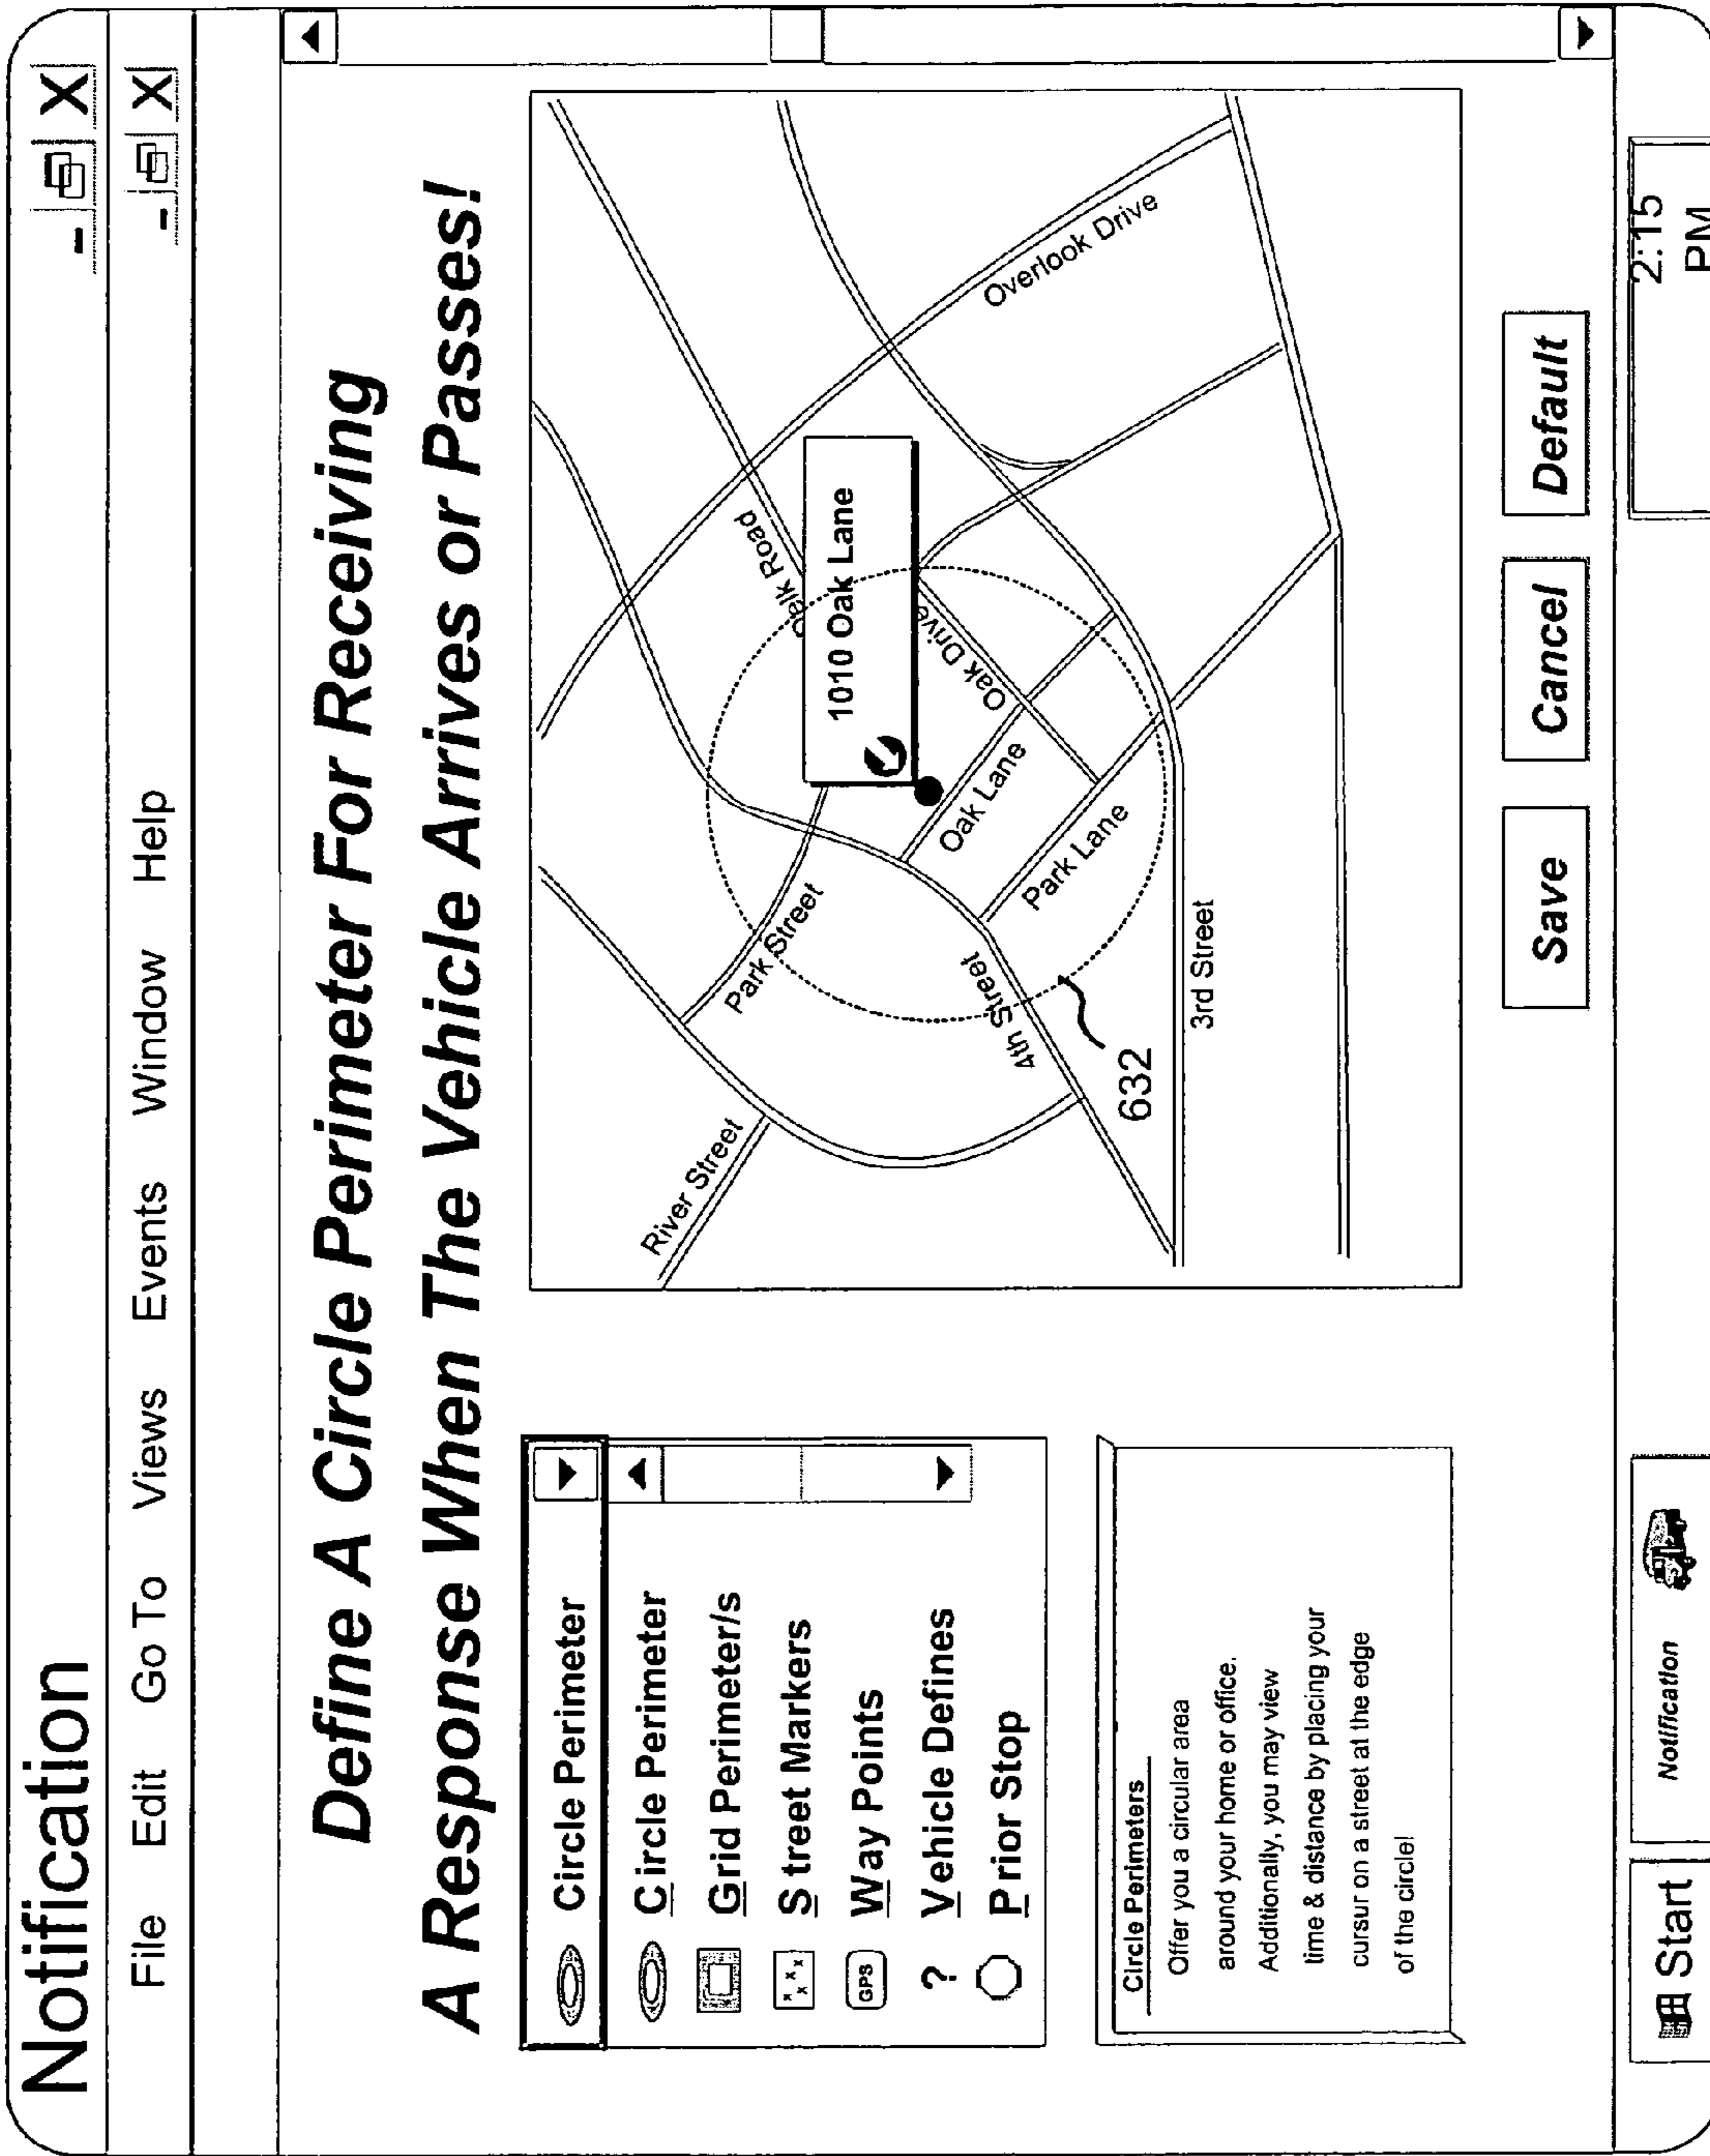 Notification
_ X
File Edit Go To Views Events Window Help
_ X
Define A Circle Perimeter For Receiving
A Response When The Vehicle Arrives or Passes!
Circle Perimeter
Circle Perimeter
Grid Perimeter/s
Street Markers
GPS Way Points
? Vehicle Defines
Prior Stop
Circle Perimeters
Offer you a circular area
around your home or office.
Additionally, you may view
time & distance by placing your
cursur on a street at the edge
of the circle!
River Street
Park Street
Road
1010 Oak Lane
Overlook Drive
Oak Drive
Oak Lane
Park Lane
4th Street
632
3rd Street
Save Cancel Default
Start
Notification
2:15
PM